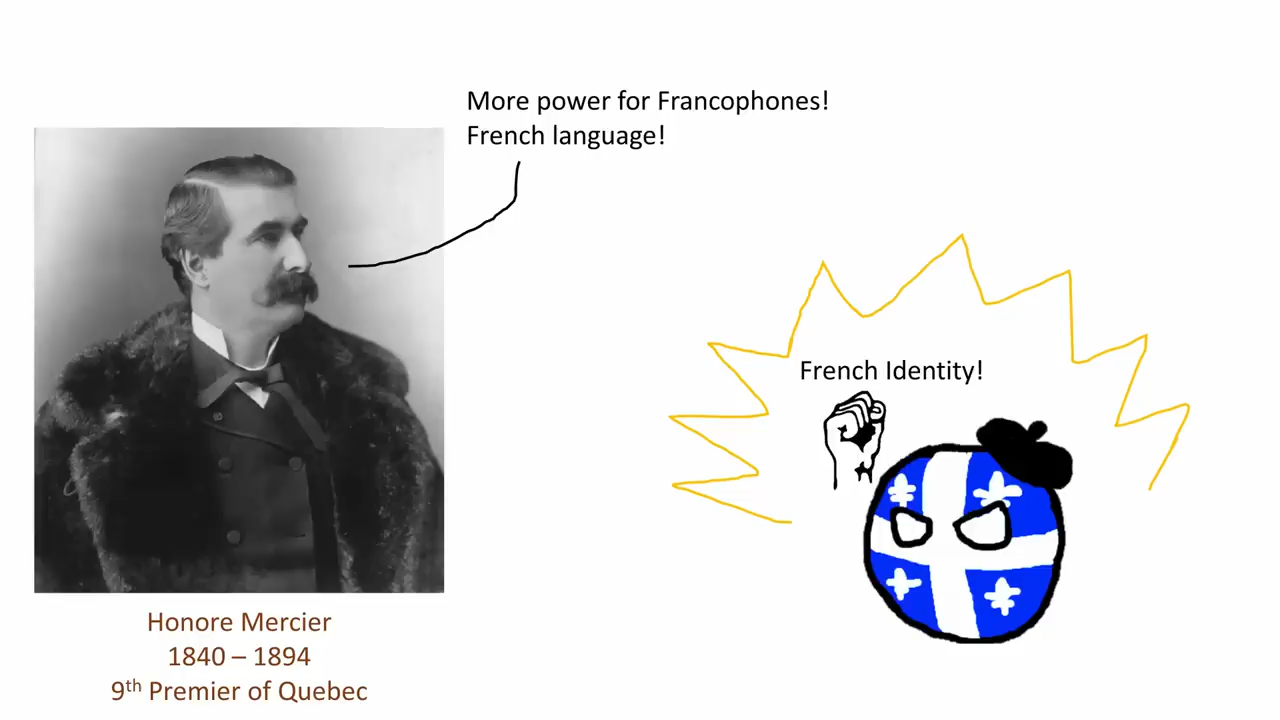 More power for Francophones!
French language!
French Identity!
Honore Mercier
1840 – 1894
9th Premier of Quebec